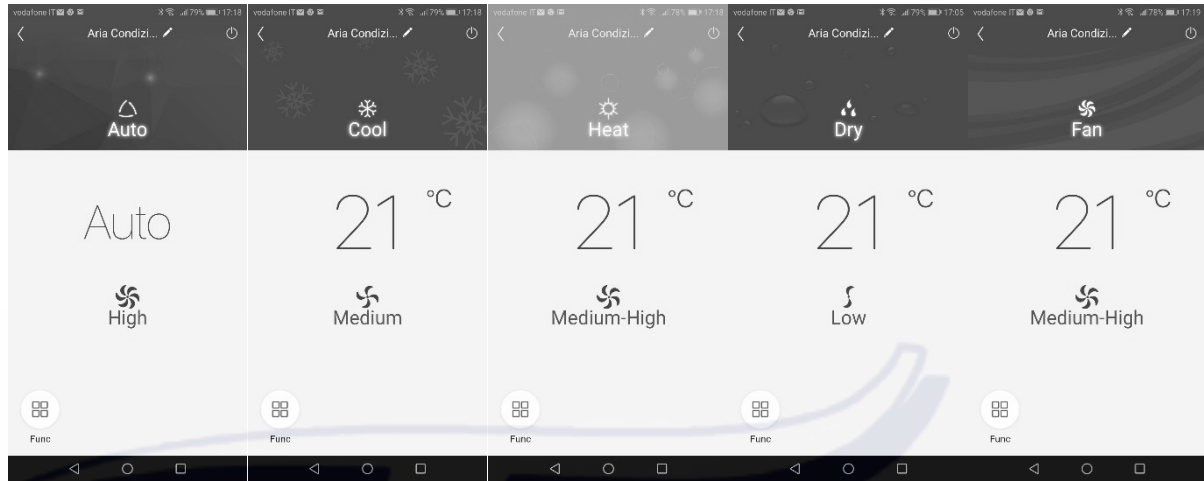 vodafone IT 79% 17:18
Aria Condizi...
Auto
Auto
High
Func
vodafone IT 79% 17:18
Aria Condizi...
Cool
21 °C
Medium
Func
vodafone IT 78% 17:18
Aria Condizi...
Heat
21 °C
Medium-High
Func
vodafone IT 79% 17:05
Aria Condizi...
Dry
21 °C
Low
Func
vodafone IT 78% 17:19
Aria Condizi...
Fan
21 °C
Medium-High
Func